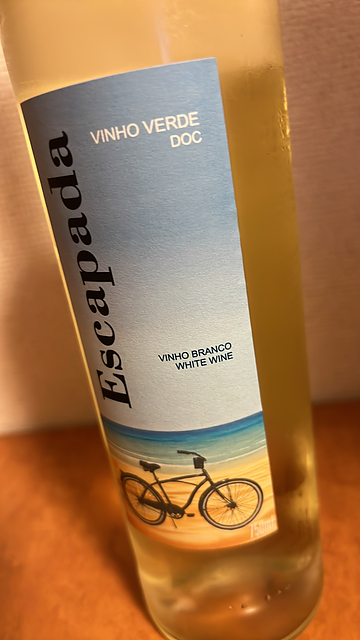 Escapada
VINHO VERDE
DOC
VINHO BRANCO
WHITE WINE